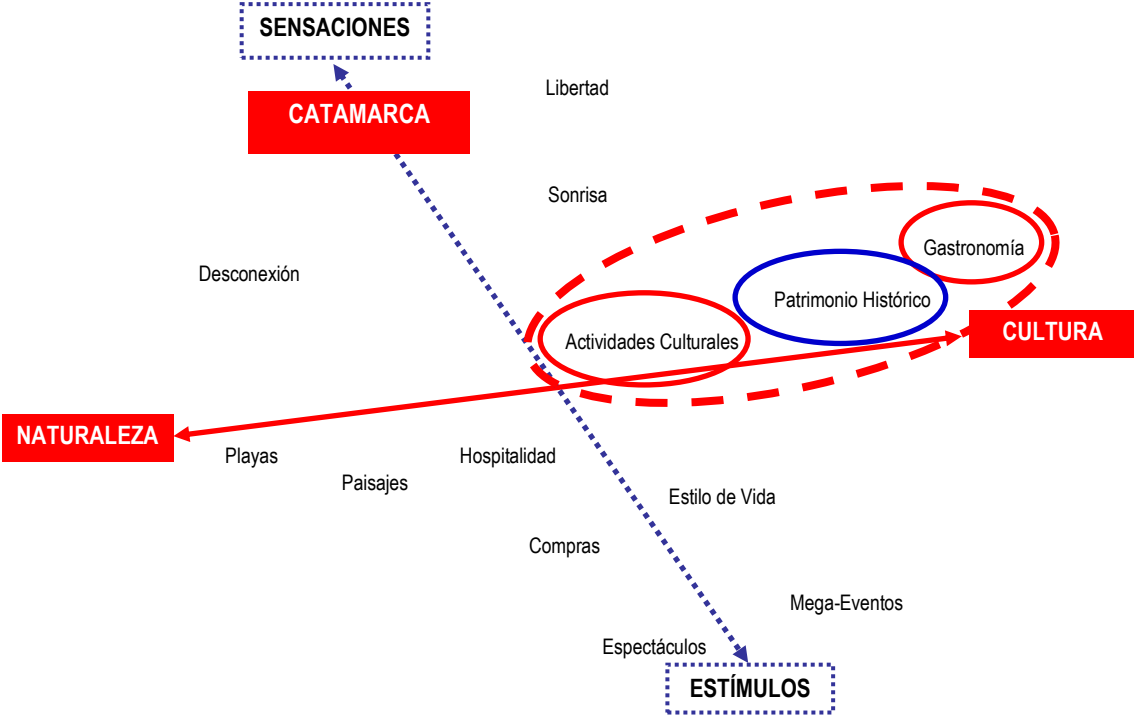 SENSACIONES
Libertad
CATAMARCA
Sonrisa
Gastronomía
Desconexión
Patrimonio Histórico
CULTURA
Actividades Culturales
NATURALEZA
Playas
Hospitalidad
Paisajes
Estilo de Vida
Compras
Mega-Eventos
Espectáculos
ESTÍMULOS